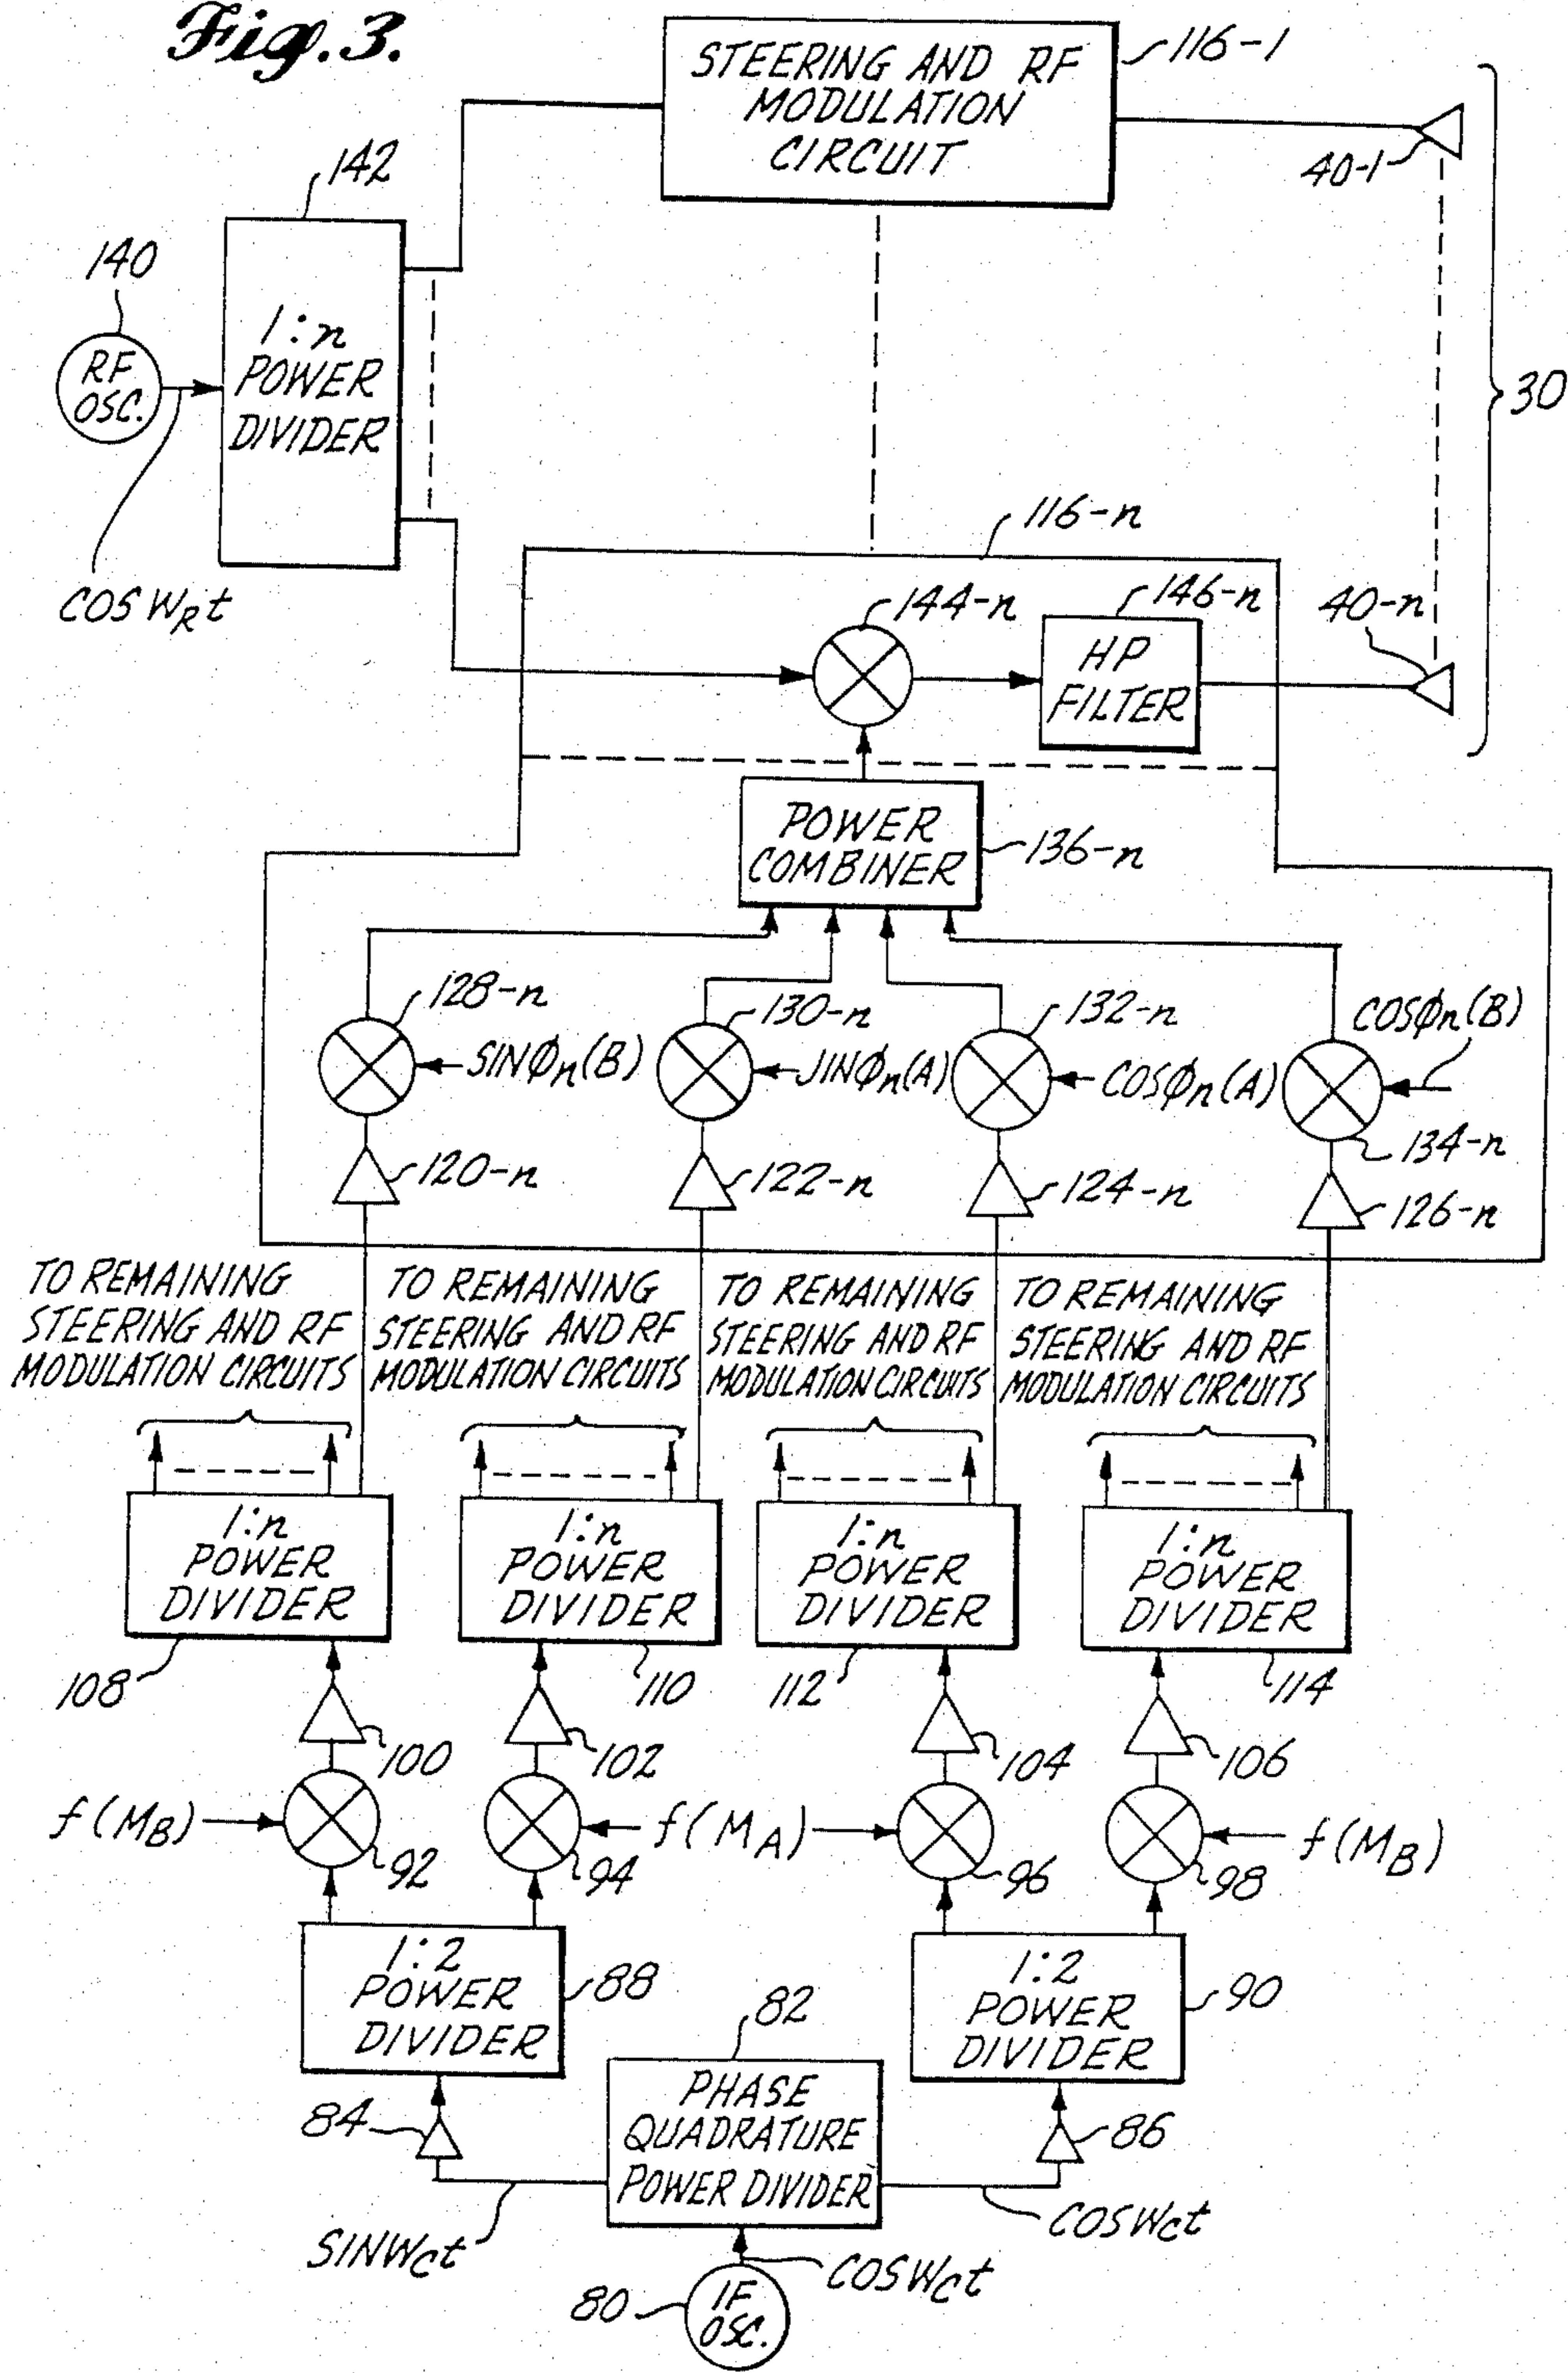 Fig. 3.
STEERING AND RF
MODULATION
CIRCUIT
116-1
40-1
142
140
RF
OSC.
1:n
POWER
DIVIDER
COS WRt
30
116-n
144-n
146-n
HP
FILTER
40-n
POWER
COMBINER
136-n
128-n
SINϕn(B)
130-n
JINϕn(A)
132-n
COSϕn(A)
COSϕn(B)
134-n
120-n
122-n
124-n
126-n
TO REMAINING
STEERING AND RF
MODULATION CIRCUITS
TO REMAINING
STEERING AND RF
MODULATION CIRCUITS
TO REMAINING
STEERING AND RF
MODULATION CIRCUITS
TO REMAINING
STEERING AND RF
MODULATION CIRCUITS
1:n
POWER
DIVIDER
1:n
POWER
DIVIDER
1:n
POWER
DIVIDER
1:n
POWER
DIVIDER
108
110
112
114
100
102
104
106
f(MB)
92
94
f(MA)
96
98
f(MB)
1:2
POWER
DIVIDER
88
1:2
POWER
DIVIDER
90
82
PHASE
QUADRATURE
POWER DIVIDER
84
86
SINWCt
COSWCt
COSWCt
80
IF
OSC.